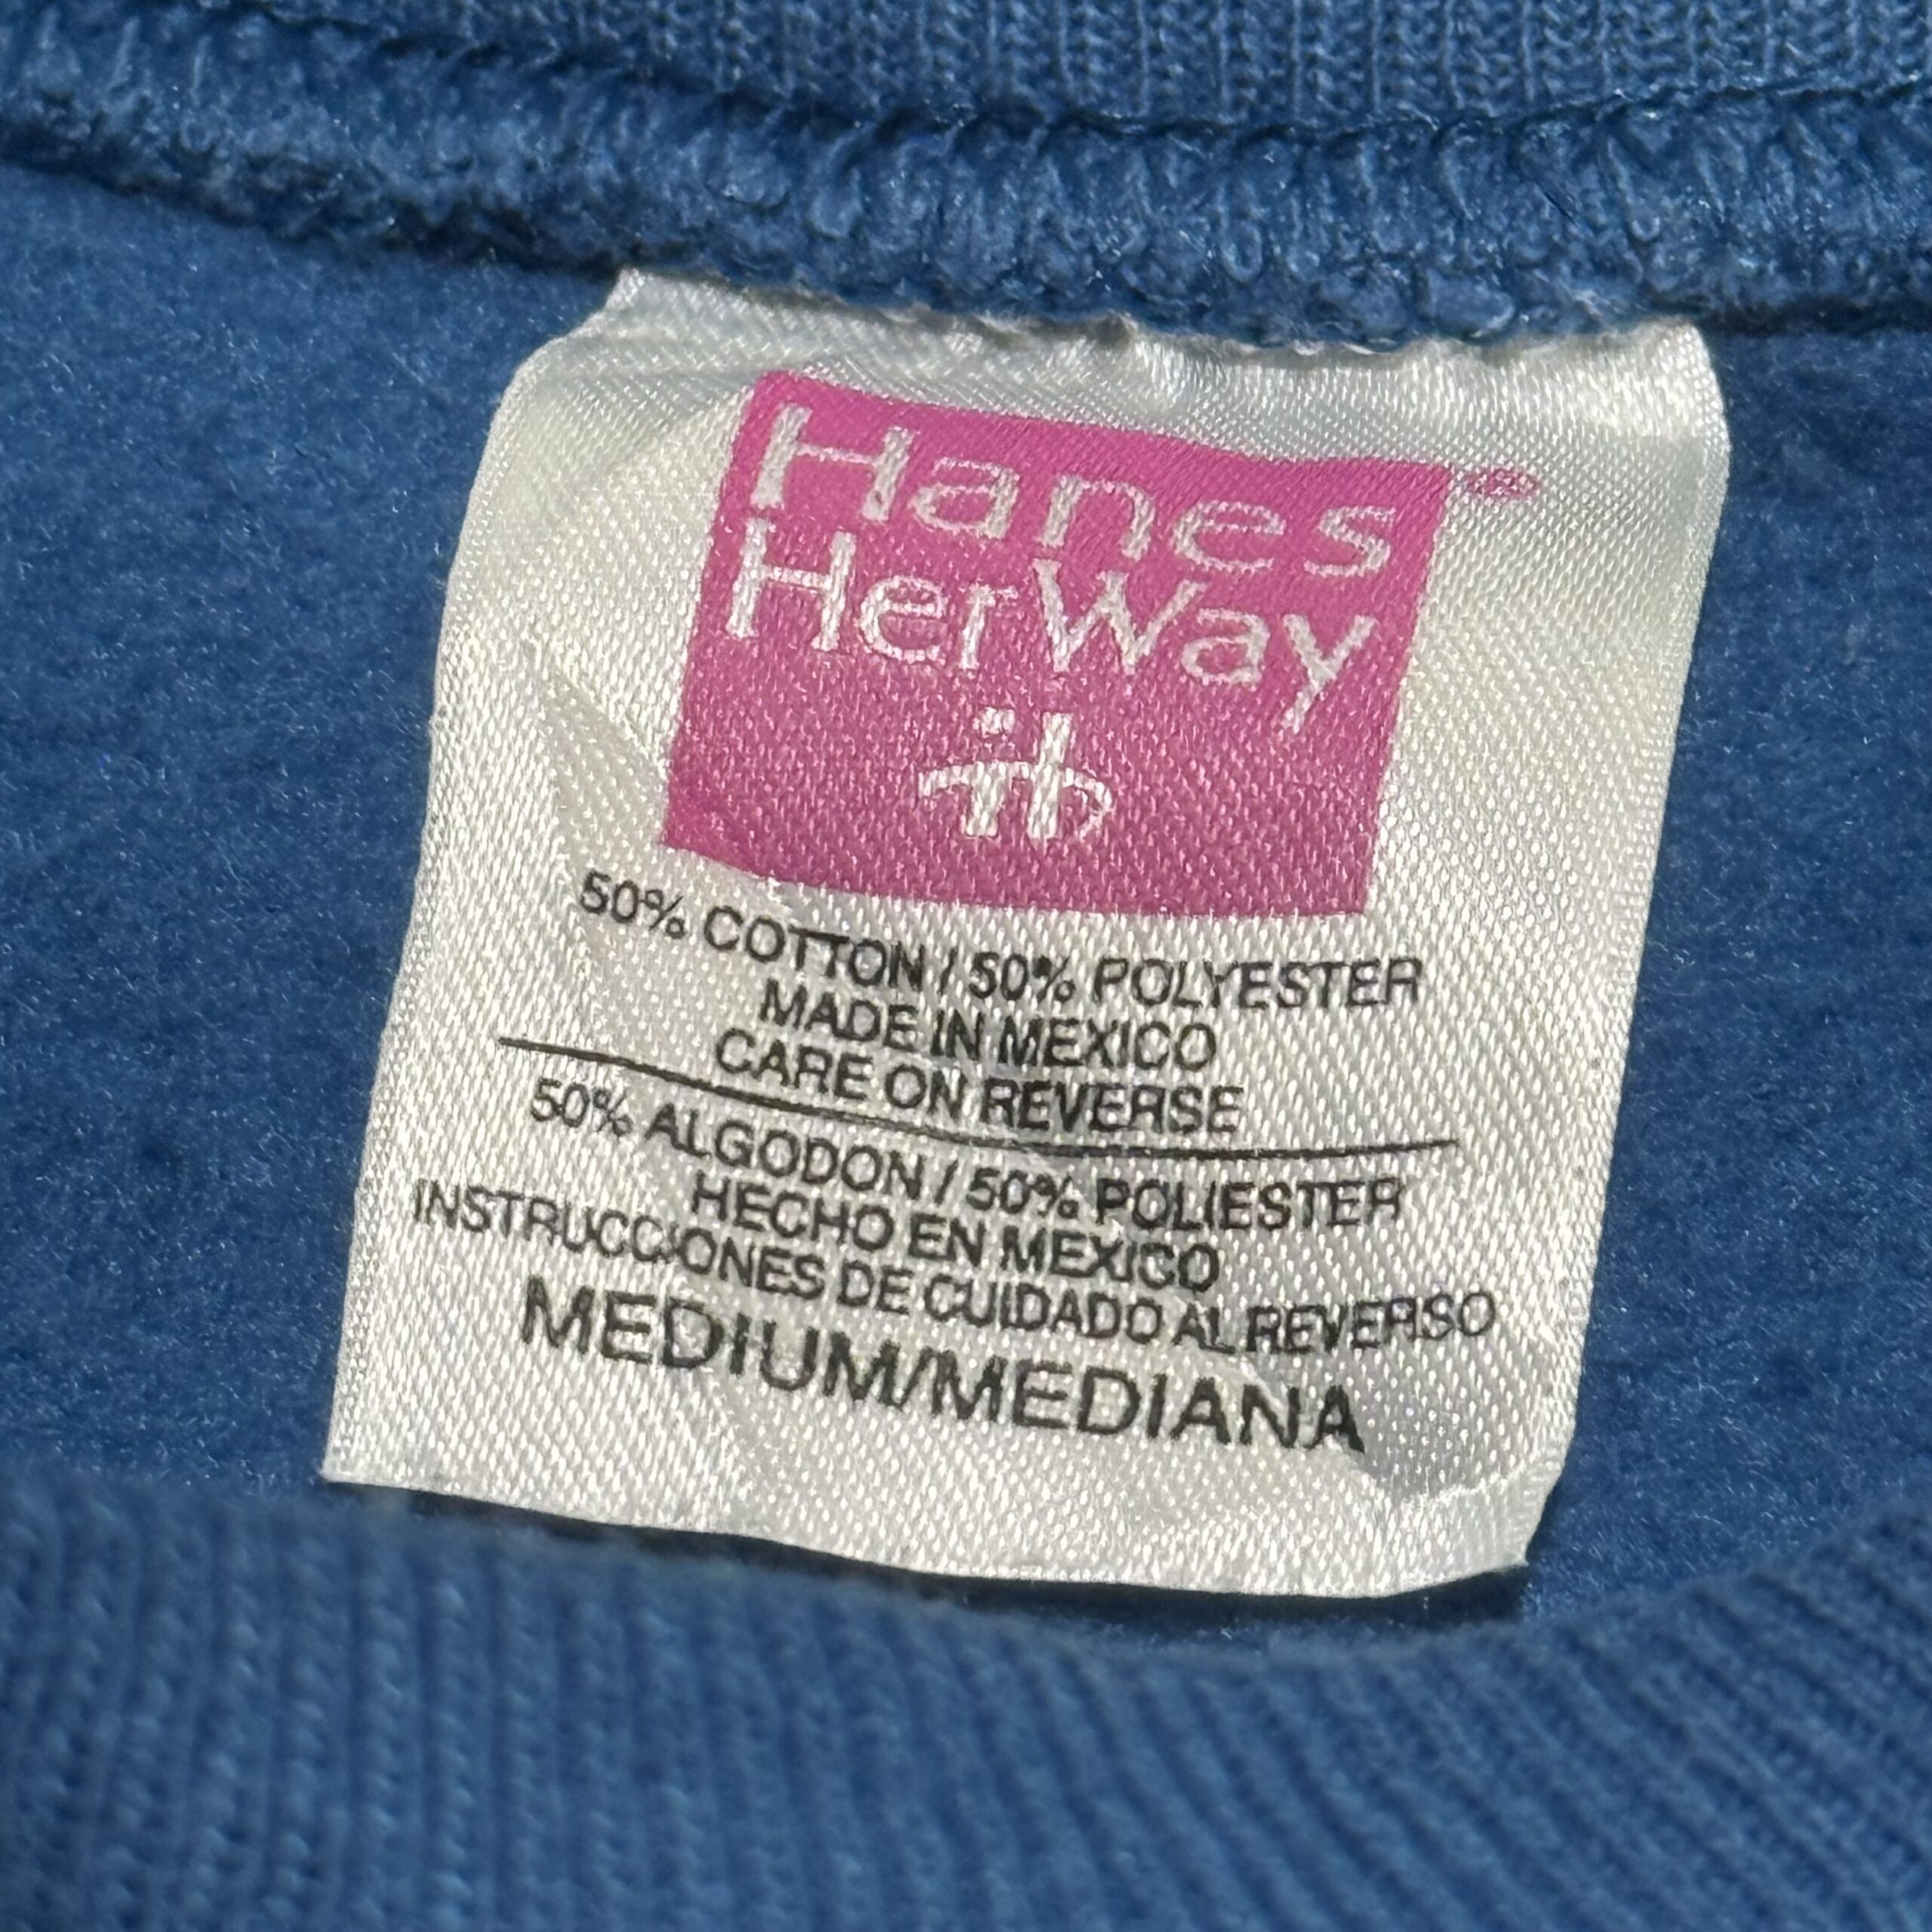 Hanes
HerWay
50% COTTON / 50% POLYESTER
MADE IN MEXICO
CARE ON REVERSE
50% ALGODON / 50% POLIESTER
HECHO EN MEXICO
INSTRUCCIONES DE CUIDADO AL REVERSO
MEDIUM/MEDIANA